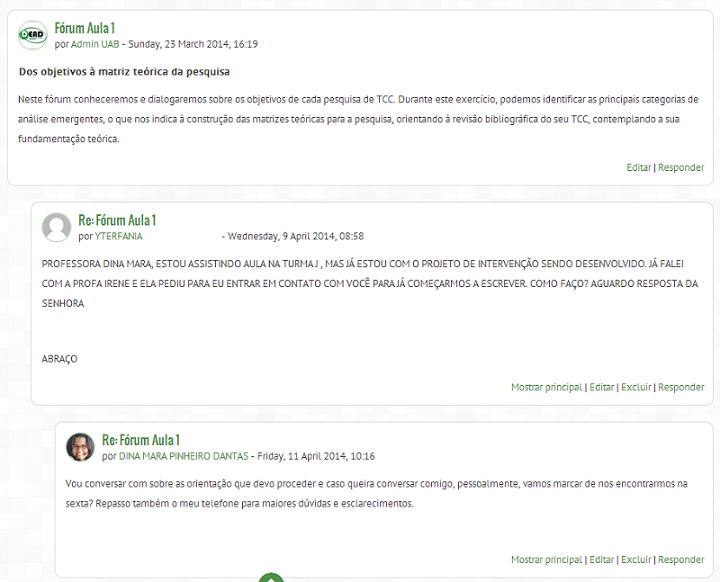 DEAD
Fórum Aula 1
por Admin UAB - Sunday, 23 March 2014, 16:19
Dos objetivos à matriz teórica da pesquisa
Neste fórum conheceremos e dialogaremos sobre os objetivos de cada pesquisa de TCC. Durante este exercício, podemos identificar as principais categorias de
análise emergentes, o que nos indica à construção das matrizes teóricas para a pesquisa, orientando à revisão bibliográfica do seu TCC, contemplando a sua
fundamentação teórica.
Editar | Responder
Re: Fórum Aula 1
por YTERFANIA - Wednesday, 9 April 2014, 08:58
PROFESSORA DINA MARA, ESTOU ASSISTINDO AULA NA TURMA J , MAS JÁ ESTOU COM O PROJETO DE INTERVENÇÃO SENDO DESENVOLVIDO. JÁ FALEI
COM A PROFA IRENE E ELA PEDIU PARA EU ENTRAR EM CONTATO COM VOCÊ PARA JÁ COMEÇARMOS A ESCREVER. COMO FAÇO? AGUARDO RESPOSTA DA
SENHORA
ABRAÇO
Mostrar principal | Editar | Excluir | Responder
Re: Fórum Aula 1
por DINA MARA PINHEIRO DANTAS - Friday, 11 April 2014, 10:16
Vou conversar com sobre as orientação que devo proceder e caso queira conversar comigo, pessoalmente, vamos marcar de nos encontrarmos na
sexta? Repasso também o meu telefone para maiores dúvidas e esclarecimentos.
Mostrar principal | Editar | Excluir | Responder